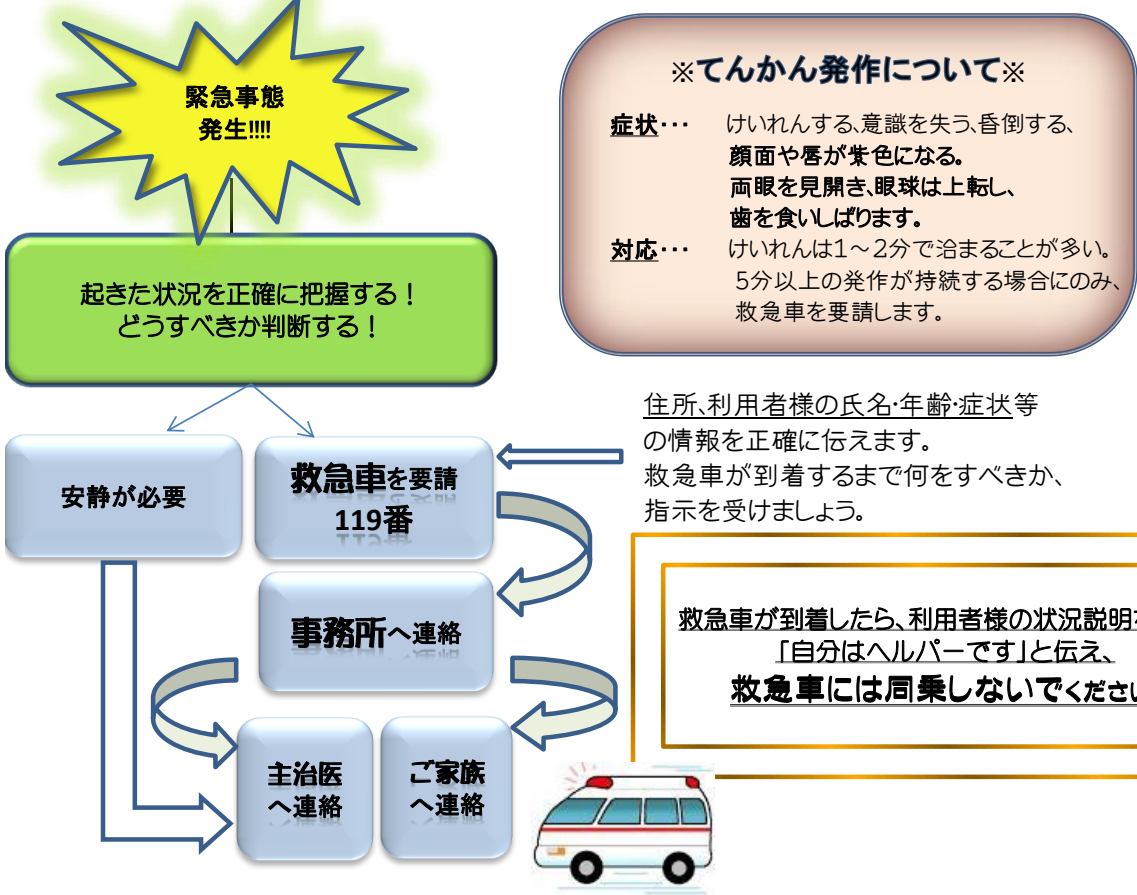 緊急事態
発生!!!!
※てんかん発作について※
症状･･･ けいれんする、意識を失う、昏倒する、
顔面や唇が紫色になる。
両眼を見開き、眼球は上転し、
歯を食いしばります。
対応･･･ けいれんは1～2分で治まることが多い。
5分以上の発作が持続する場合にのみ、
救急車を要請します。
起きた状況を正確に把握する！
どうすべきか判断する！
安静が必要
救急車を要請
119番
住所、利用者様の氏名・年齢・症状等
の情報を正確に伝えます。
救急車が到着するまで何をすべきか、
指示を受けましょう。
事務所へ連絡
救急車が到着したら、利用者様の状況説明
「自分はヘルパーです」と伝え、
救急車には同乗しないでくださ
主治医
へ連絡
ご家族
へ連絡